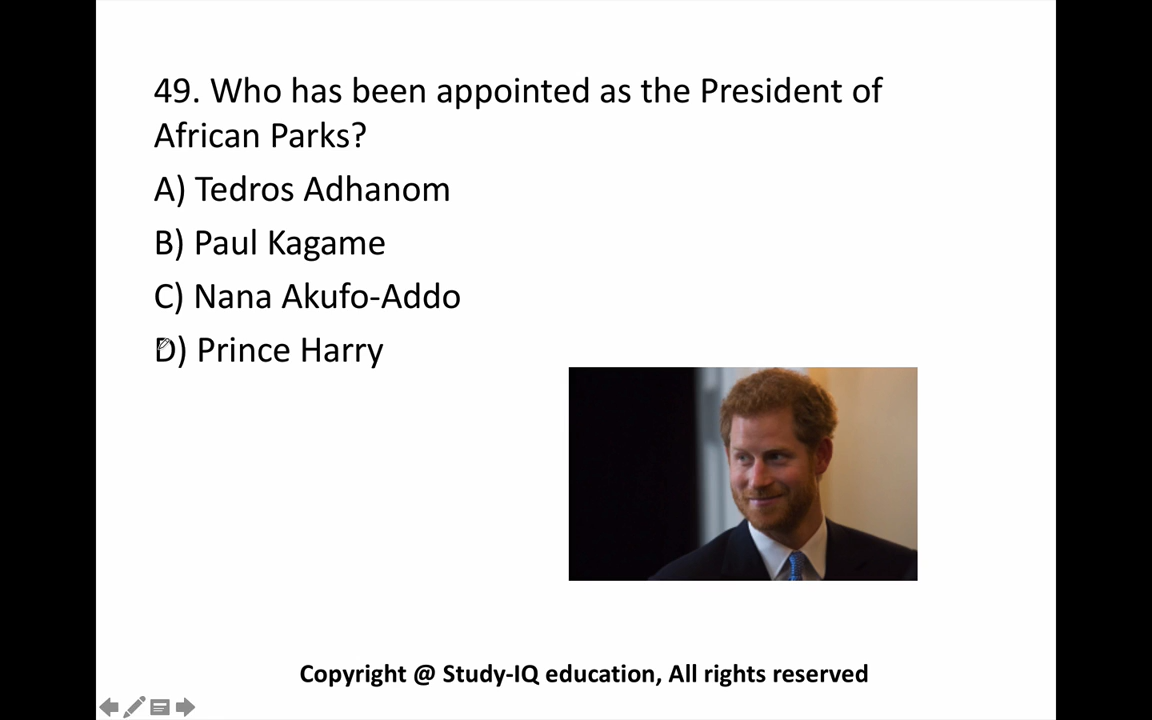 49. Who has been appointed as the President of
African Parks?
A) Tedros Adhanom
B) Paul Kagame
C) Nana Akufo-Addo
D) Prince Harry
Copyright @ Study-IQ education, All rights reserved